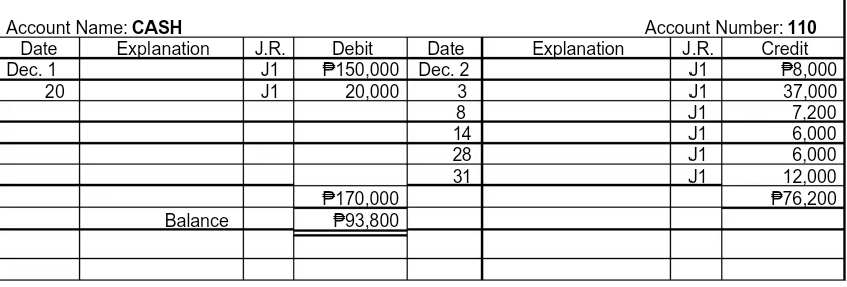 Account Name: CASH Account Number: 110
Date Explanation J.R. Debit Date Explanation J.R. Credit
Dec. 1 J1 ₱150,000 Dec. 2 J1 ₱8,000
20 J1 20,000 3 J1 37,000
8 J1 7,200
14 J1 6,000
28 J1 6,000
31 J1 12,000
₱170,000 ₱76,200
Balance ₱93,800